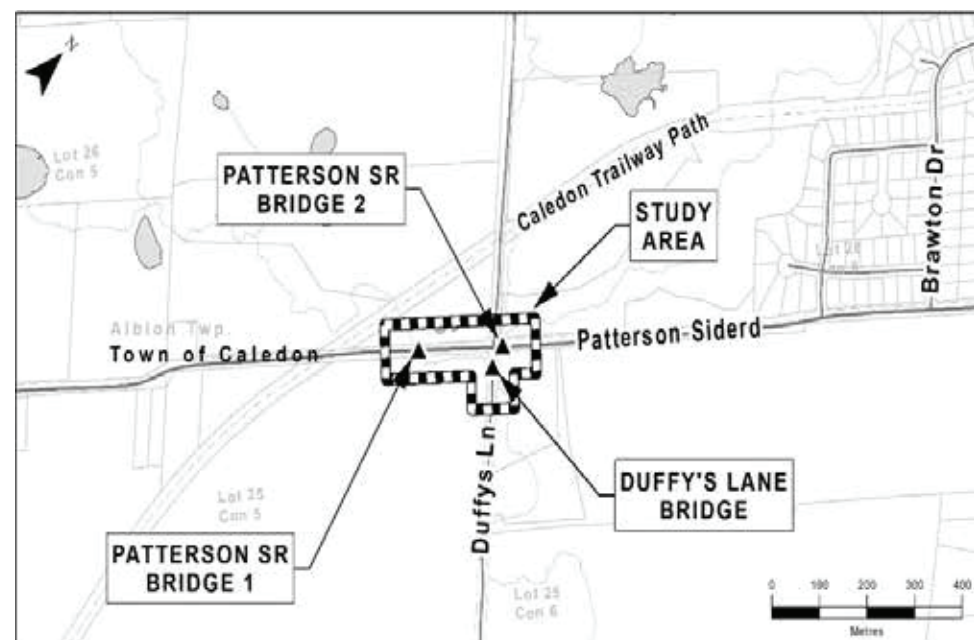 N
Lot 26
Con 5
PATTERSON SR
BRIDGE 2
Caledon Trailway Path
STUDY
AREA
Brawton-Dr
Albion Twp.
Town of Caledon
Patterson-Siderd
Lot 25
Con 5
Duffys-Ln
DUFFY'S LANE
BRIDGE
PATTERSON SR
BRIDGE 1
Lot 25
Con 6
0 100 200 300 400
Metres